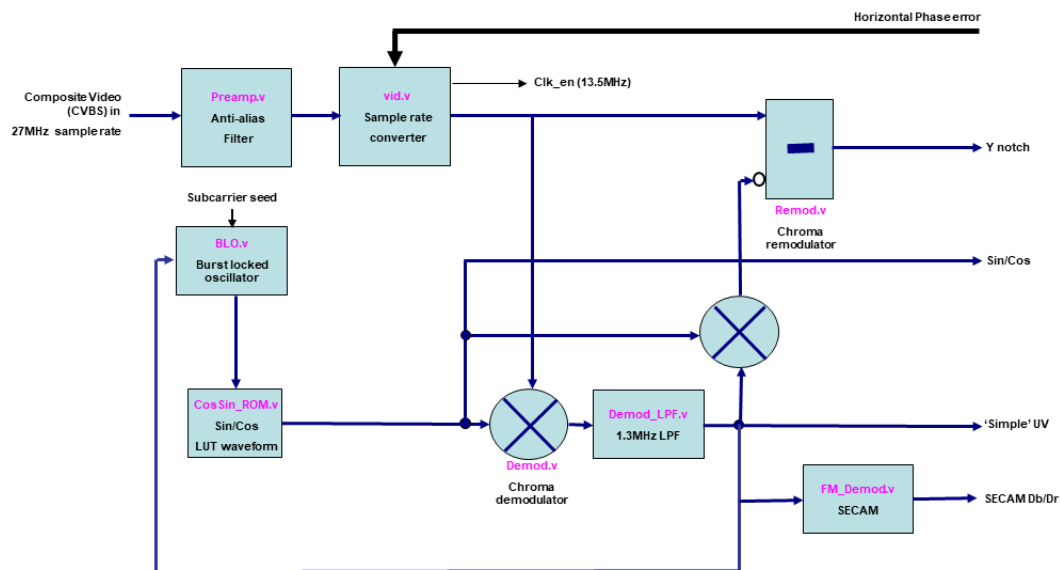 Horizontal Phase error
Composite Video
(CVBS) in
27MHz sample rate
Preamp.v
Anti-alias
Filter
vid.v
Sample rate
converter
Clk_en (13.5MHz)
Y notch
Remod.v
Chroma
remodulator
Subcarrier seed
BLO.v
Burst locked
oscillator
Sin/Cos
CosSin_ROM.v
Sin/Cos
LUT waveform
Demod.v
Chroma
demodulator
Demod_LPF.v
1.3MHz LPF
‘Simple’ UV
FM_Demod.v
SECAM
SECAM Db/Dr